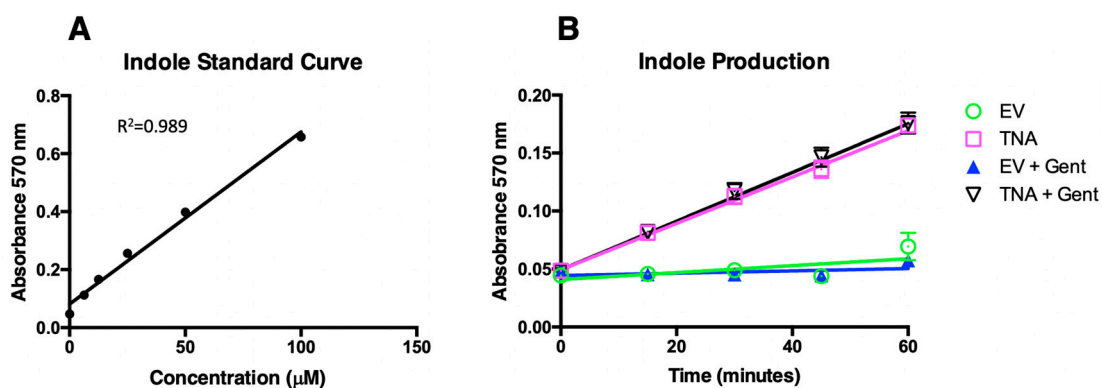 A
Indole Standard Curve
R²=0.989
Absorbance 570 nm
0.8
0.6
0.4
0.2
0.0
0
50
100
150
Concentration (μM)
B
Indole Production
Absobrance 570 nm
0.20
0.15
0.10
0.05
0.00
0
20
40
60
Time (minutes)
EV
TNA
EV + Gent
TNA + Gent